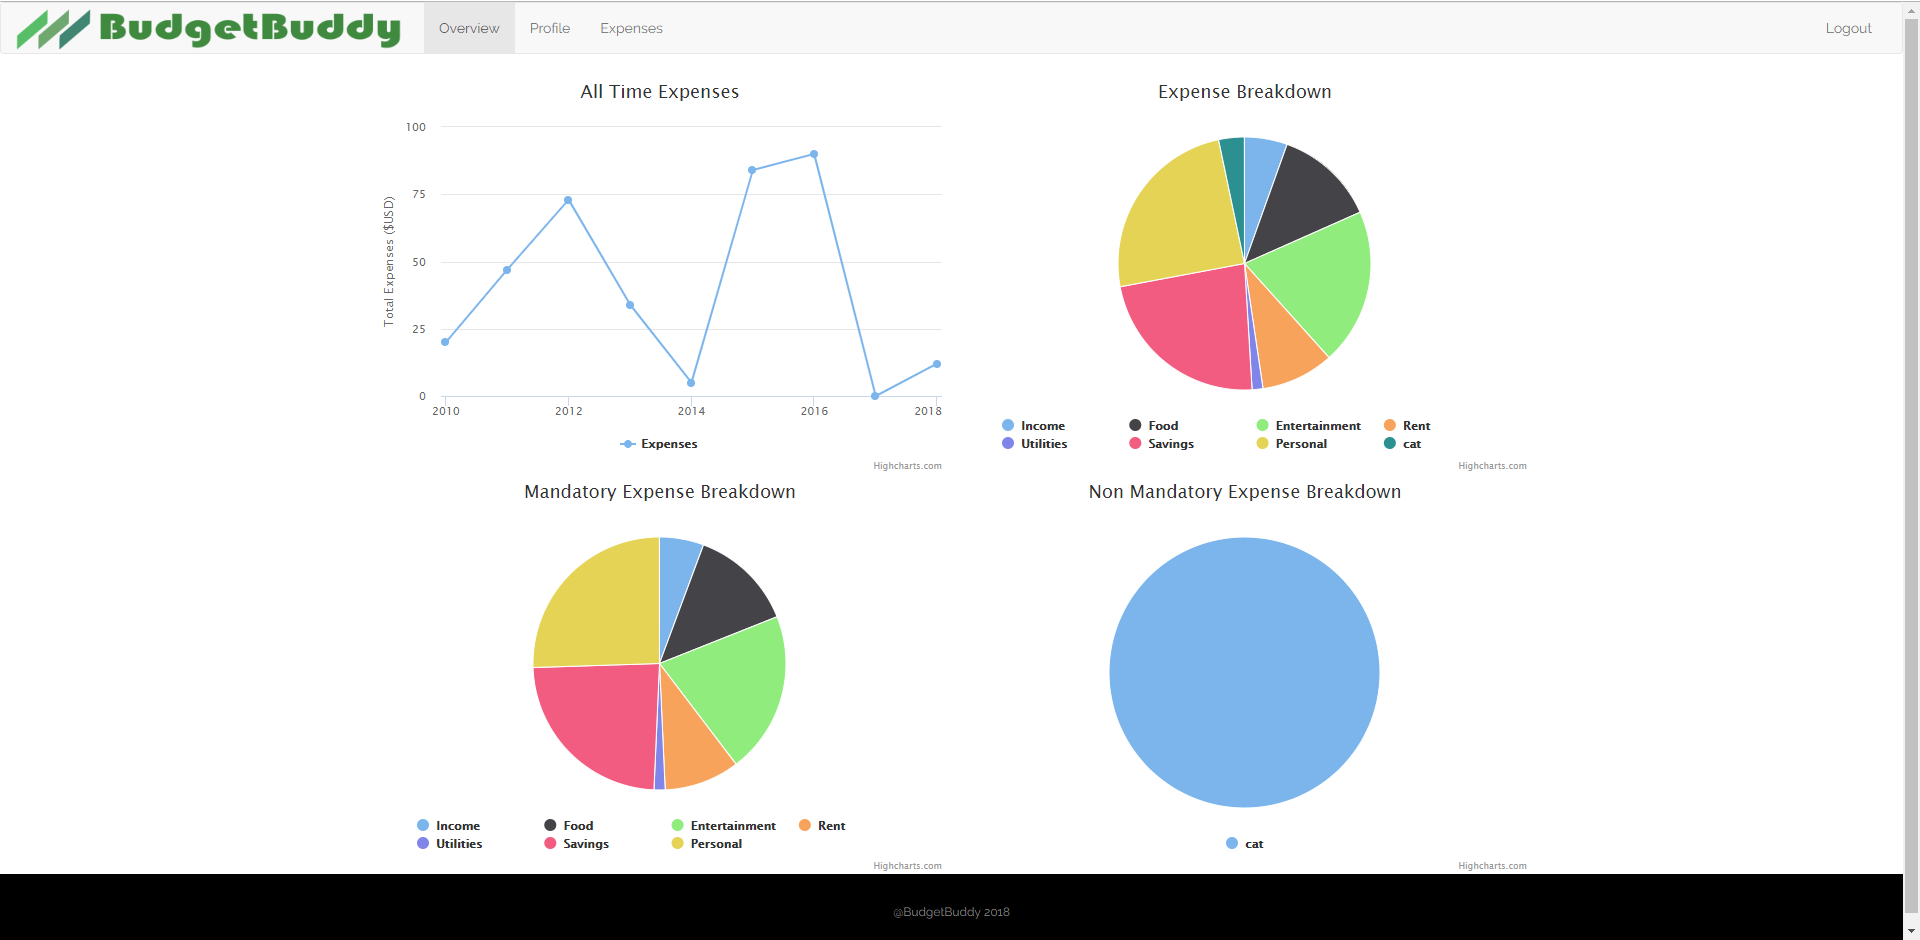 BudgetBuddy Overview Profile Expenses Logout
All Time Expenses
100
75
50
25
0
Total Expenses ($USD)
2010 2012 2014 2016 2018
Expenses
Highcharts.com
Expense Breakdown
Income Food Entertainment Rent
Utilities Savings Personal cat
Highcharts.com
Mandatory Expense Breakdown
Income Food Entertainment Rent
Utilities Savings Personal
Highcharts.com
Non Mandatory Expense Breakdown
cat
Highcharts.com
@BudgetBuddy 2018